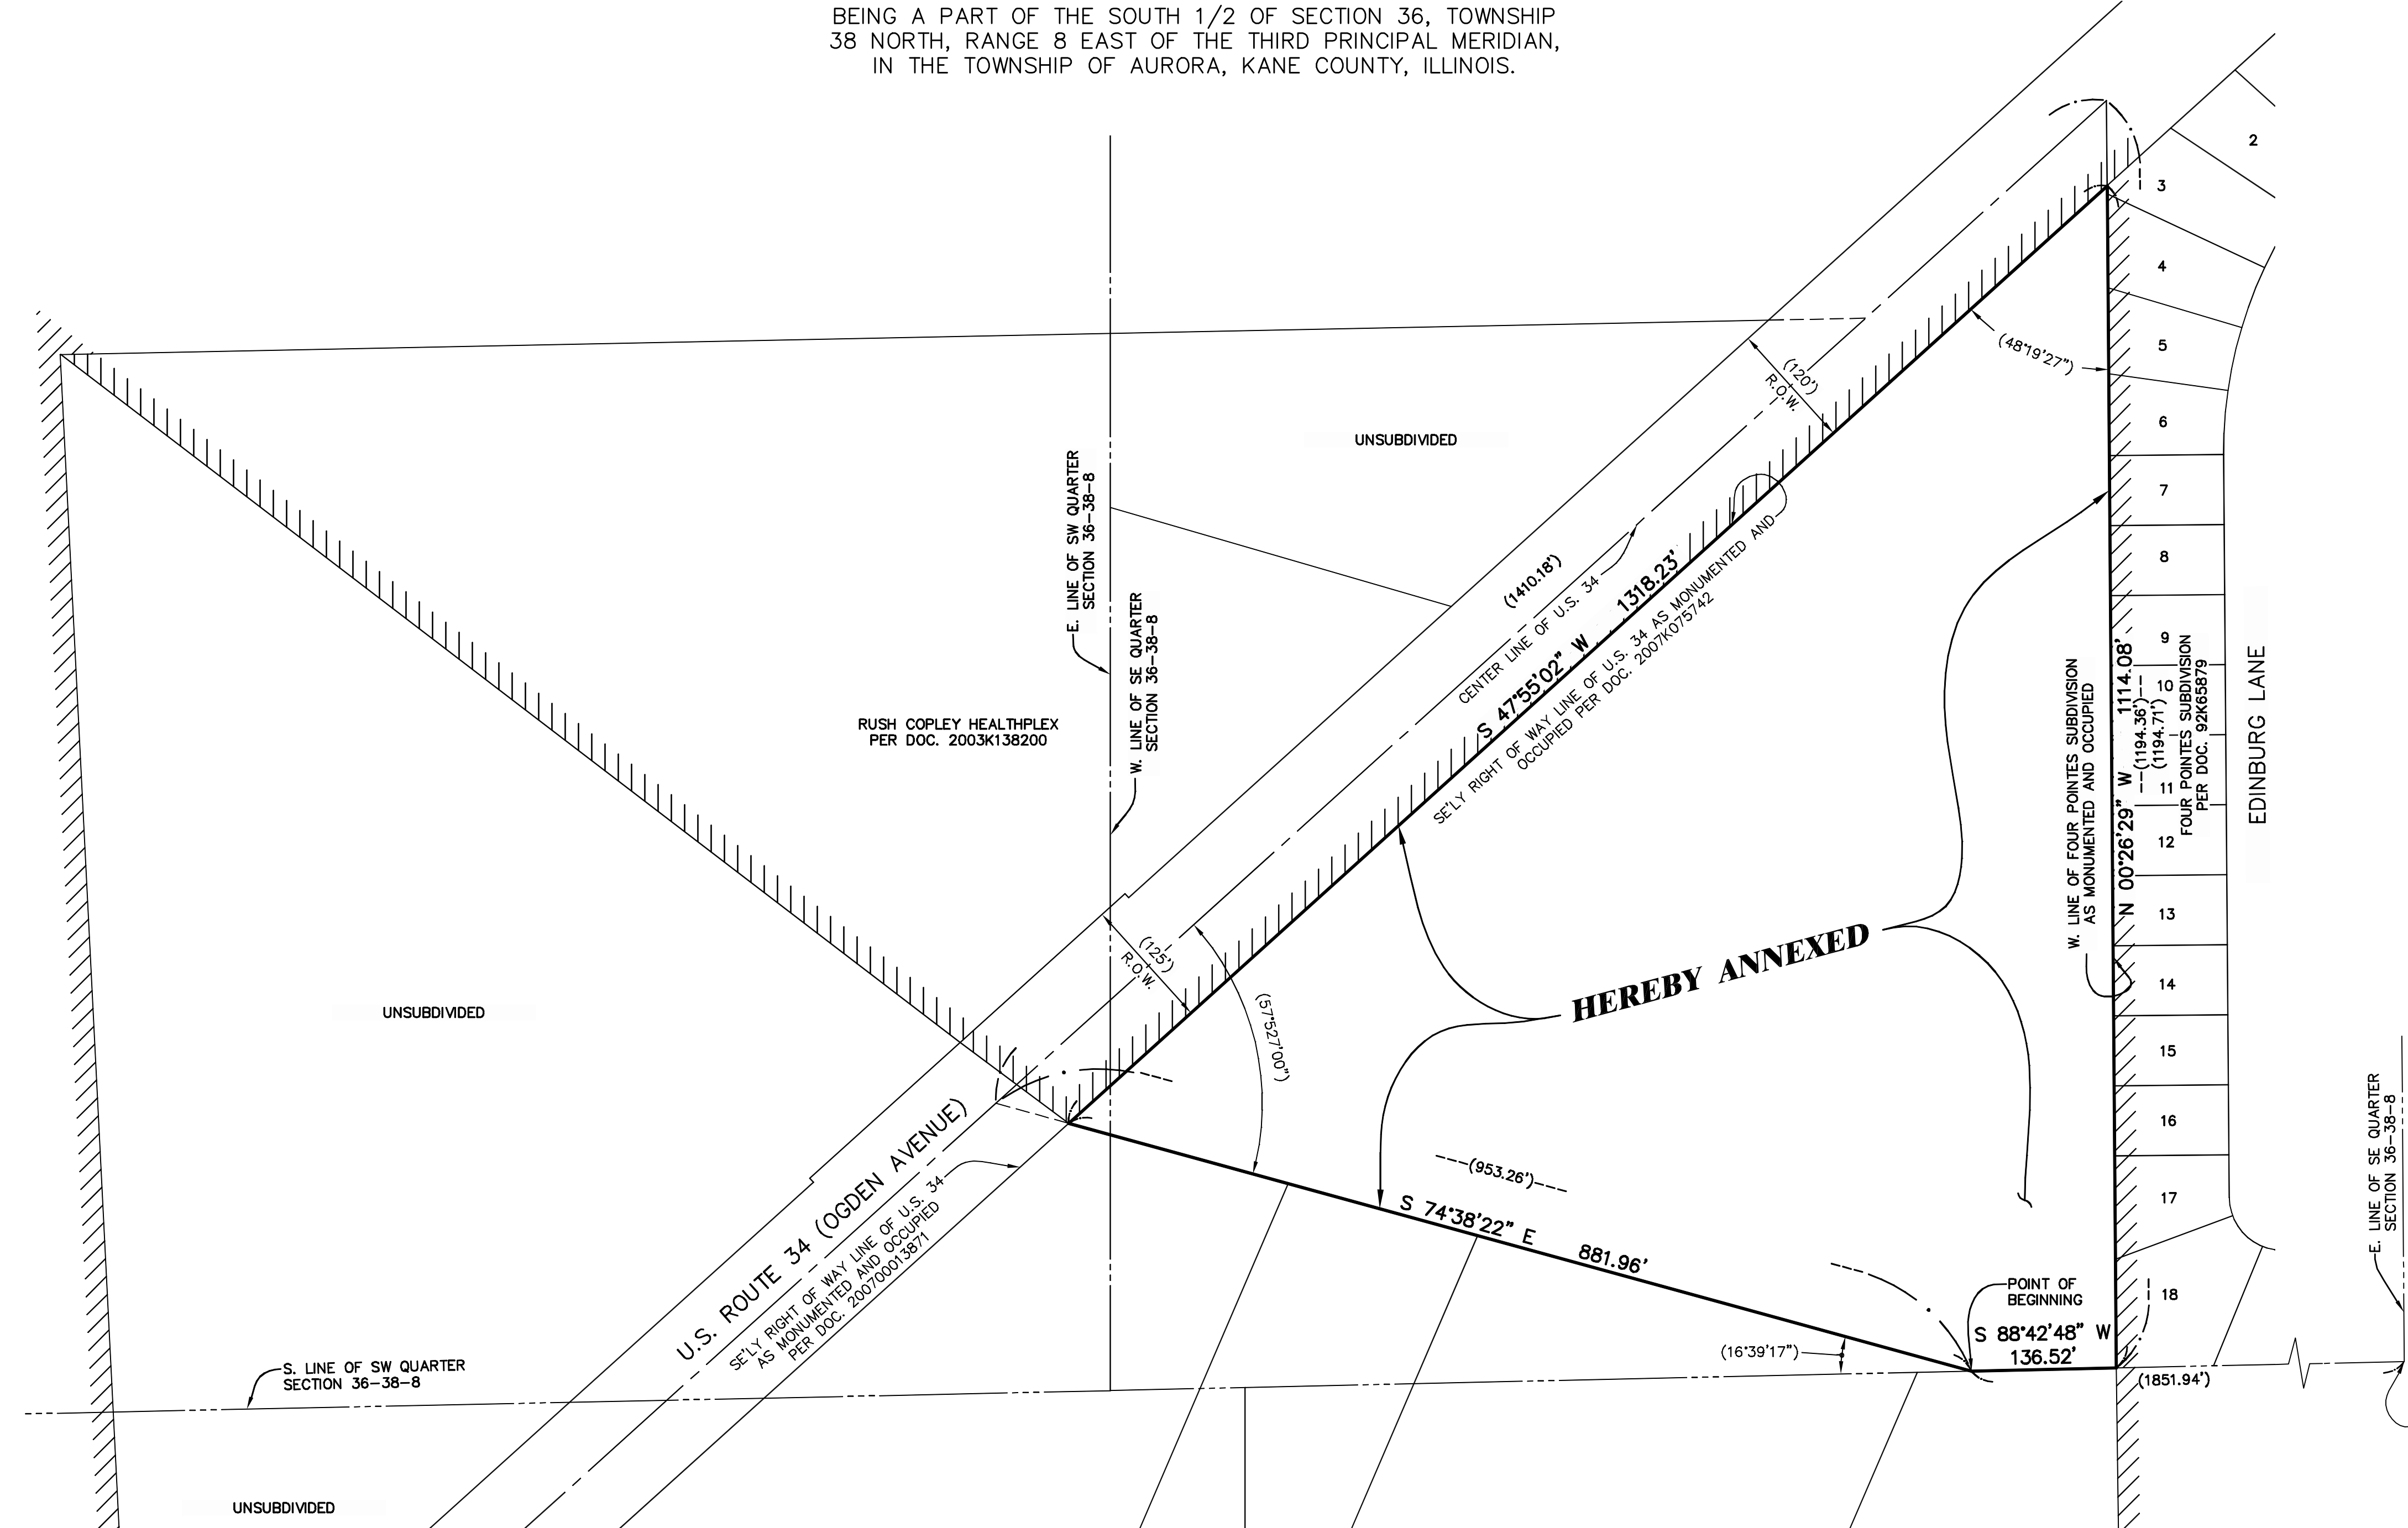 BEING A PART OF THE SOUTH 1/2 OF SECTION 36, TOWNSHIP
38 NORTH, RANGE 8 EAST OF THE THIRD PRINCIPAL MERIDIAN,
IN THE TOWNSHIP OF AURORA, KANE COUNTY, ILLINOIS.
2
3
4
5
6
7
8
9
10
11
12
13
14
15
16
17
18
(48°19'27")
(120')
R.O.W.
UNSUBDIVIDED
E. LINE OF SW QUARTER
SECTION 36-38-8
W. LINE OF SE QUARTER
SECTION 36-38-8
(1410.18')
CENTER LINE OF U.S. 34
S 47°55'02" W 1318.23'
SE'LY RIGHT OF WAY LINE OF U.S. 34 AS MONUMENTED AND
OCCUPIED PER DOC. 2007K075742
RUSH COPLEY HEALTHPLEX
PER DOC. 2003K138200
W. LINE OF FOUR POINTES SUBDIVISION
AS MONUMENTED AND OCCUPIED
N 00°26'29" W 1114.08'
(1194.36')
(1194.71')
FOUR POINTES SUBDIVISION
PER DOC. 92K65879
EDINBURG LANE
HEREBY ANNEXED
(125')
R.O.W.
(57°527'00")
UNSUBDIVIDED
U.S. ROUTE 34 (OGDEN AVENUE)
SE'LY RIGHT OF WAY LINE OF U.S. 34
AS MONUMENTED AND OCCUPIED
PER DOC. 200700013871
(953.26')
S 74°38'22" E 881.96'
POINT OF
BEGINNING
S 88°42'48" W
136.52'
(16°39'17")
(1851.94')
E. LINE OF SE QUARTER
SECTION 36-38-8
S. LINE OF SW QUARTER
SECTION 36-38-8
UNSUBDIVIDED